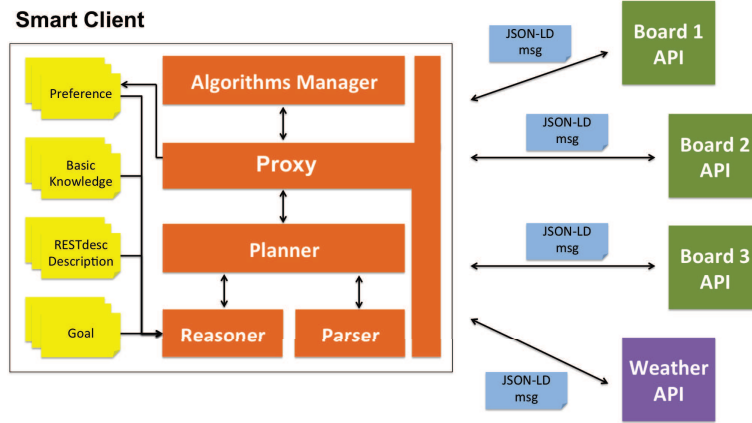 Smart Client
Preference
Basic
Knowledge
RESTdesc
Description
Goal
Algorithms Manager
Proxy
Planner
Reasoner
Parser
JSON-LD
msg
JSON-LD
msg
JSON-LD
msg
JSON-LD
msg
Board 1
API
Board 2
API
Board 3
API
Weather
API